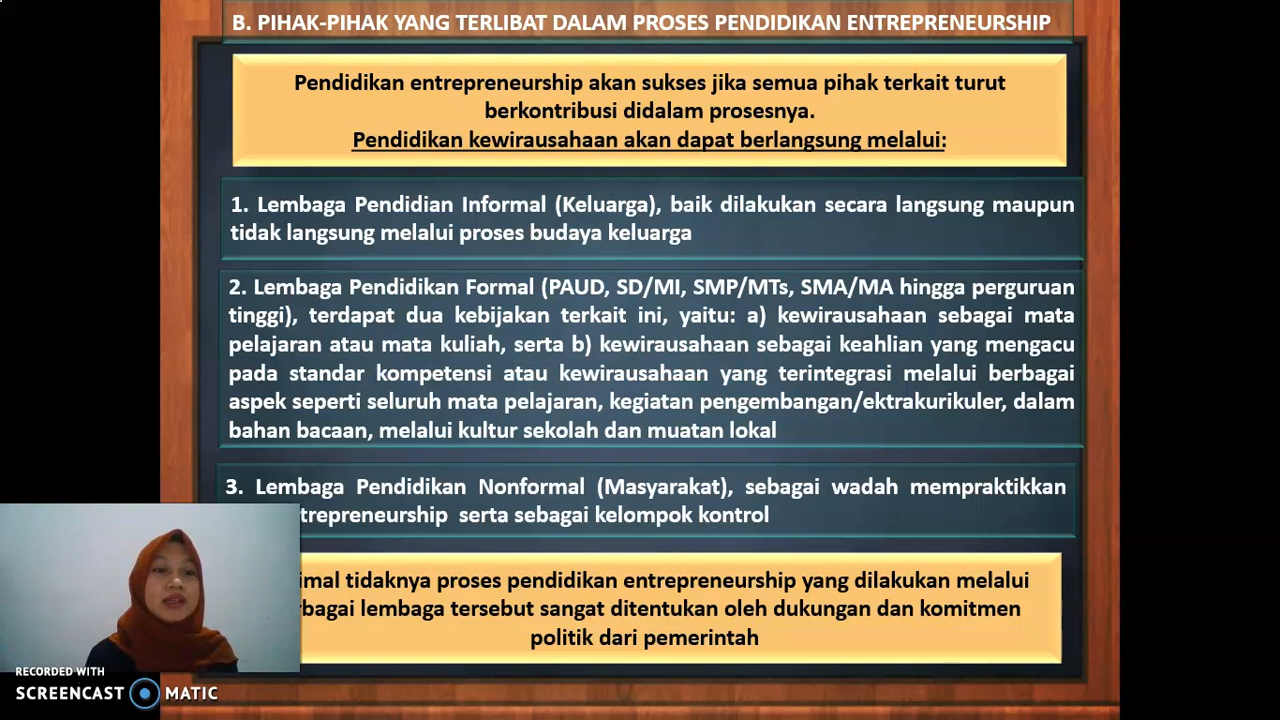 B. PIHAK-PIHAK YANG TERLIBAT DALAM PROSES PENDIDIKAN ENTREPRENEURSHIP
Pendidikan entrepreneurship akan sukses jika semua pihak terkait turut
berkontribusi didalam prosesnya.
Pendidikan kewirausahaan akan dapat berlangsung melalui:
1. Lembaga Pendidian Informal (Keluarga), baik dilakukan secara langsung maupun
tidak langsung melalui proses budaya keluarga
2. Lembaga Pendidikan Formal (PAUD, SD/MI, SMP/MTs, SMA/MA hingga perguruan
tinggi), terdapat dua kebijakan terkait ini, yaitu: a) kewirausahaan sebagai mata
pelajaran atau mata kuliah, serta b) kewirausahaan sebagai keahlian yang mengacu
pada standar kompetensi atau kewirausahaan yang terintegrasi melalui berbagai
aspek seperti seluruh mata pelajaran, kegiatan pengembangan/ektrakurikuler, dalam
bahan bacaan, melalui kultur sekolah dan muatan lokal
3. Lembaga Pendidikan Nonformal (Masyarakat), sebagai wadah mempraktikkan
trepreneurship serta sebagai kelompok kontrol
imal tidaknya proses pendidikan entrepreneurship yang dilakukan melalui
bagai lembaga tersebut sangat ditentukan oleh dukungan dan komitmen
politik dari pemerintah
RECORDED WITH
SCREENCAST MATIC